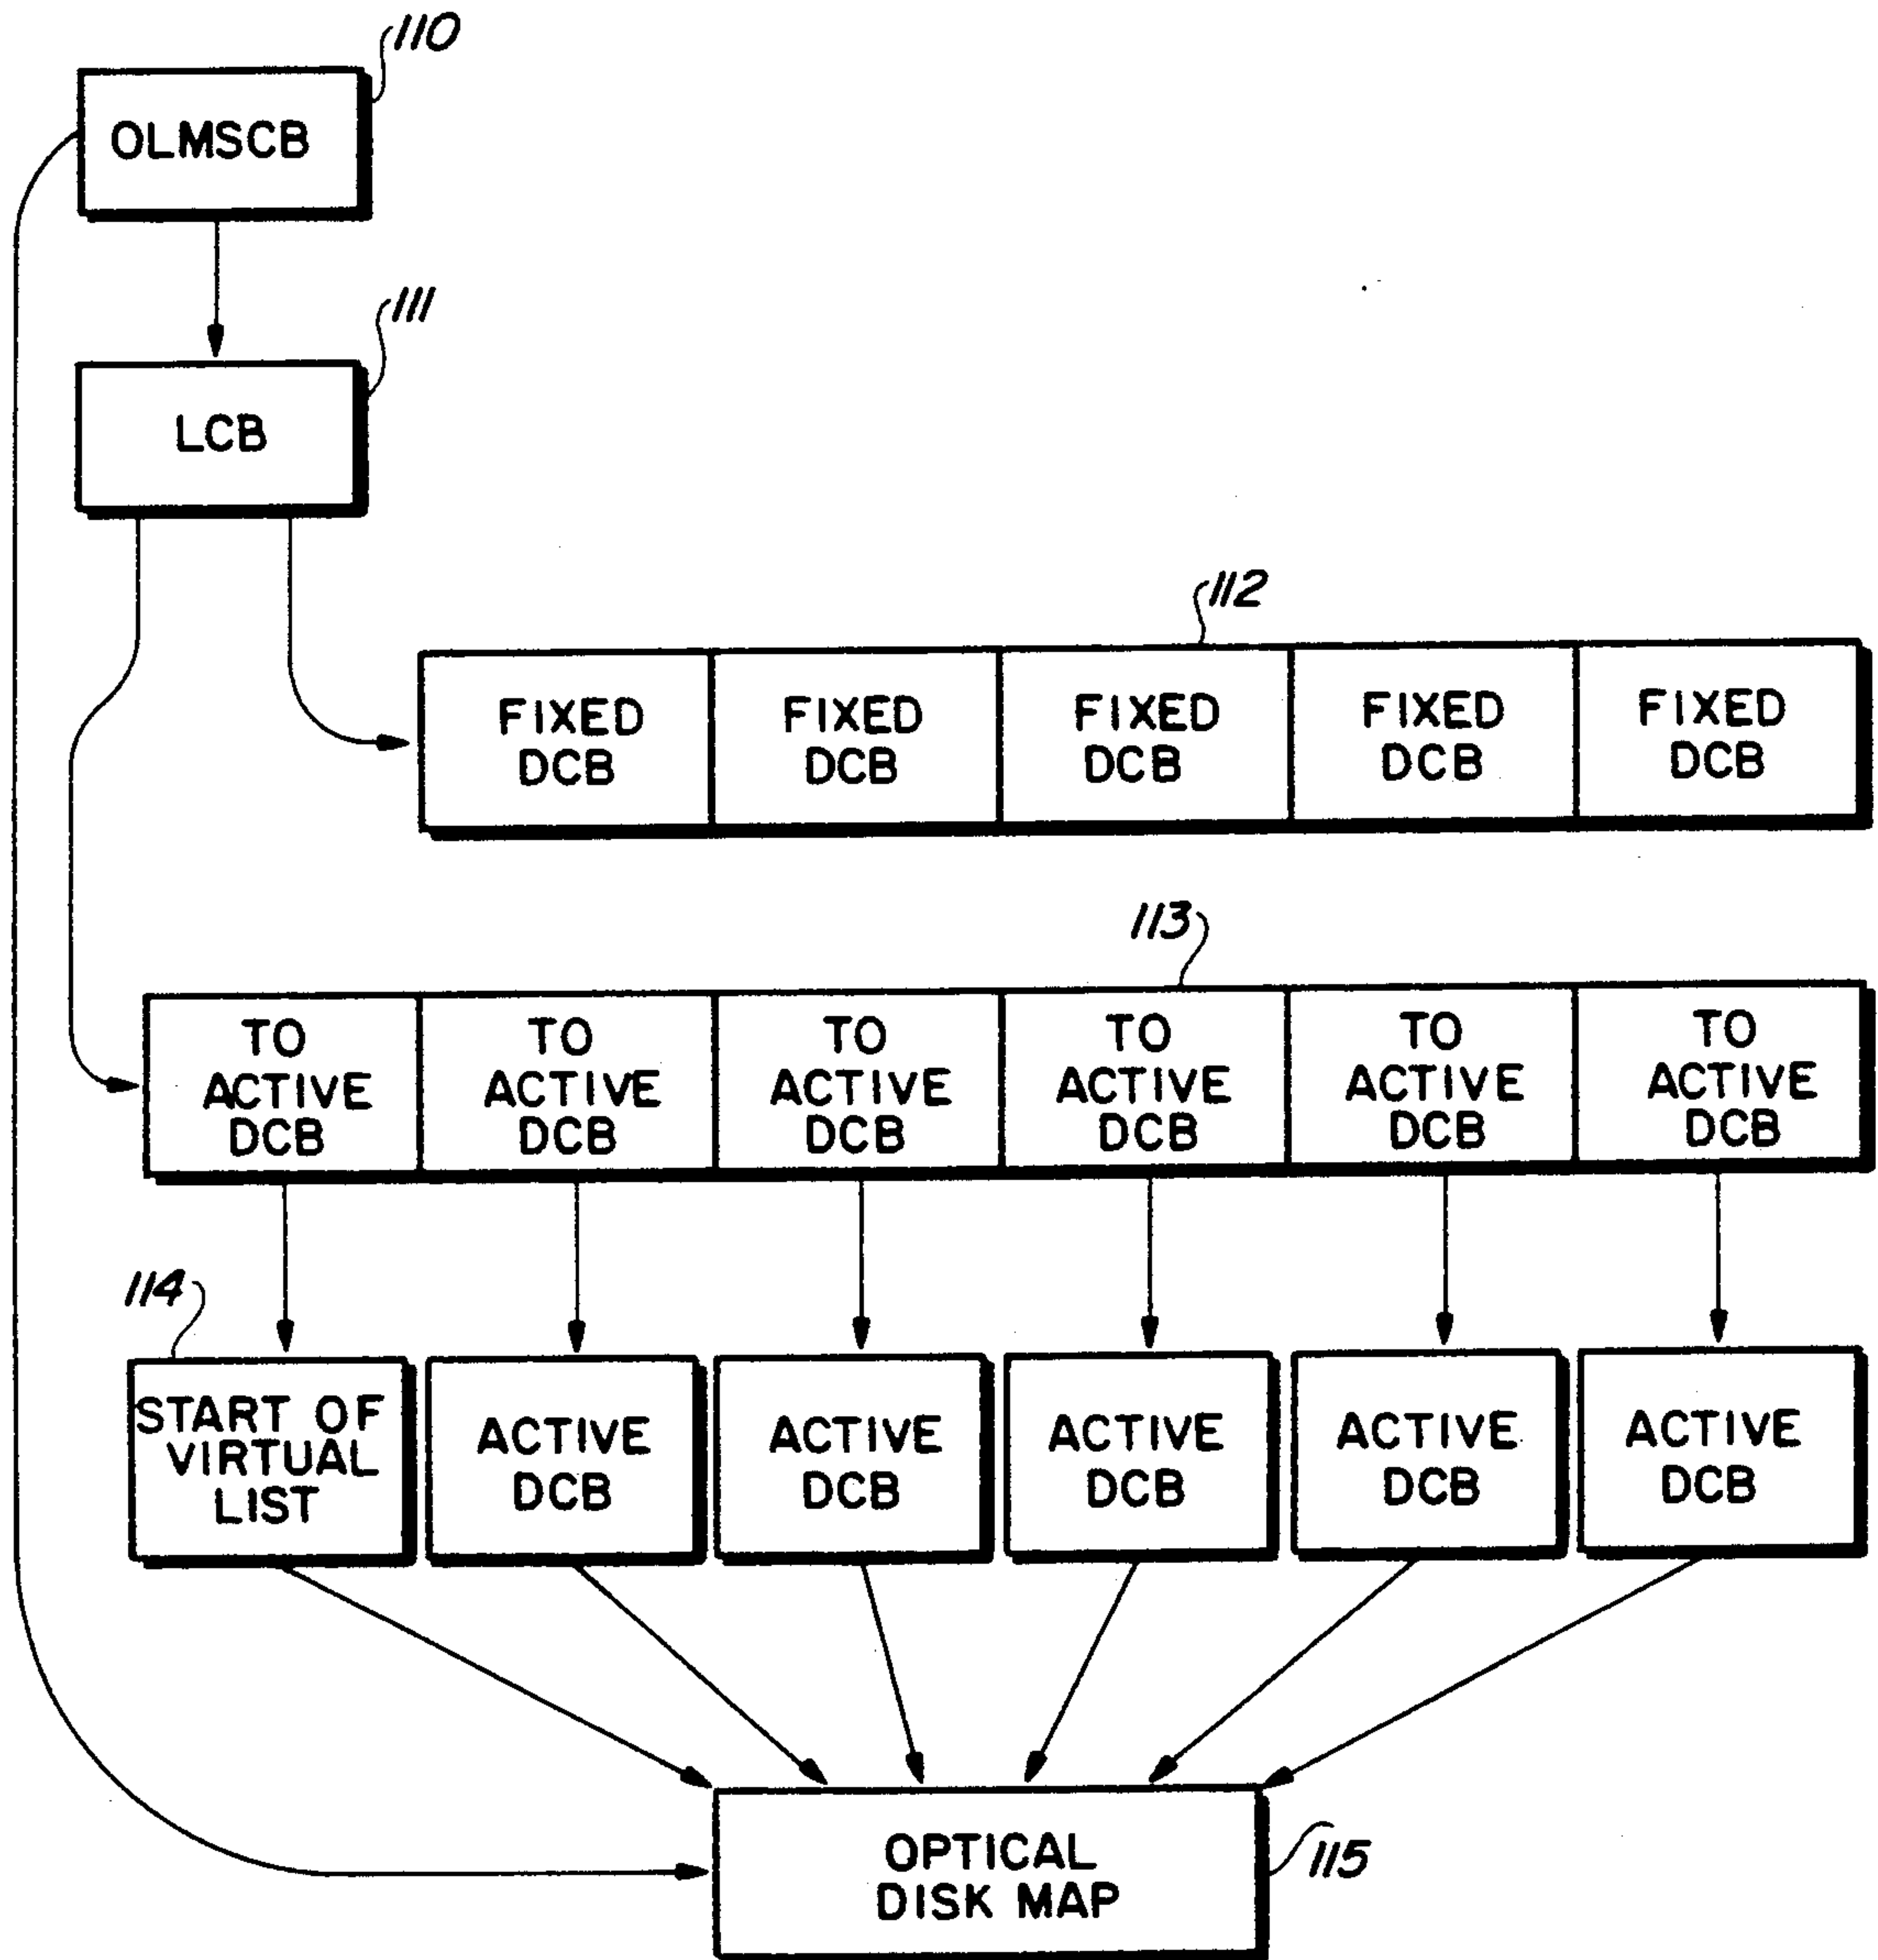 110
OLMSCB
111
LCB
112
FIXED DCB
FIXED DCB
FIXED DCB
FIXED DCB
FIXED DCB
113
TO ACTIVE DCB
TO ACTIVE DCB
TO ACTIVE DCB
TO ACTIVE DCB
TO ACTIVE DCB
TO ACTIVE DCB
114
START OF
VIRTUAL
LIST
ACTIVE
DCB
ACTIVE
DCB
ACTIVE
DCB
ACTIVE
DCB
ACTIVE
DCB
OPTICAL
DISK MAP
115